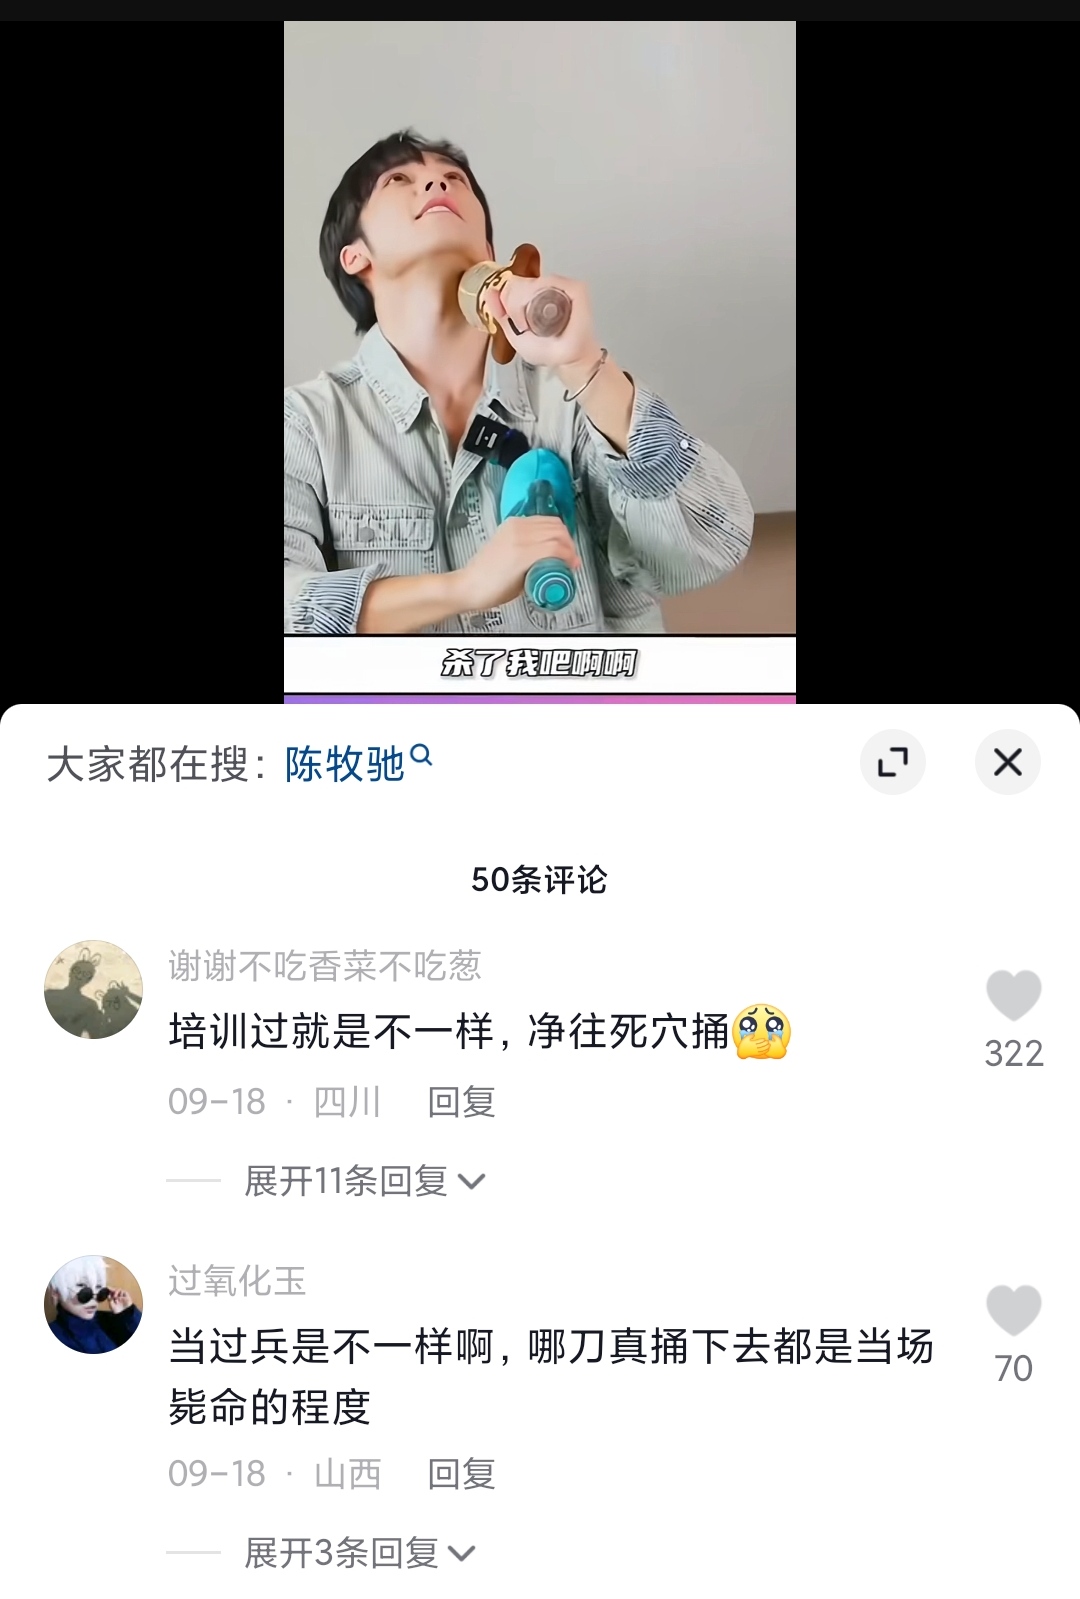 杀了我吧啊啊
大家都在搜：陈牧驰
50条评论
谢谢不吃香菜不吃葱
培训过就是不一样，净往死穴捅🥹
322
09-18 · 四川 回复
展开11条回复
过氧化玉
当过兵是不一样啊，哪刀真捅下去都是当场
毙命的程度
70
09-18 · 山西 回复
展开3条回复